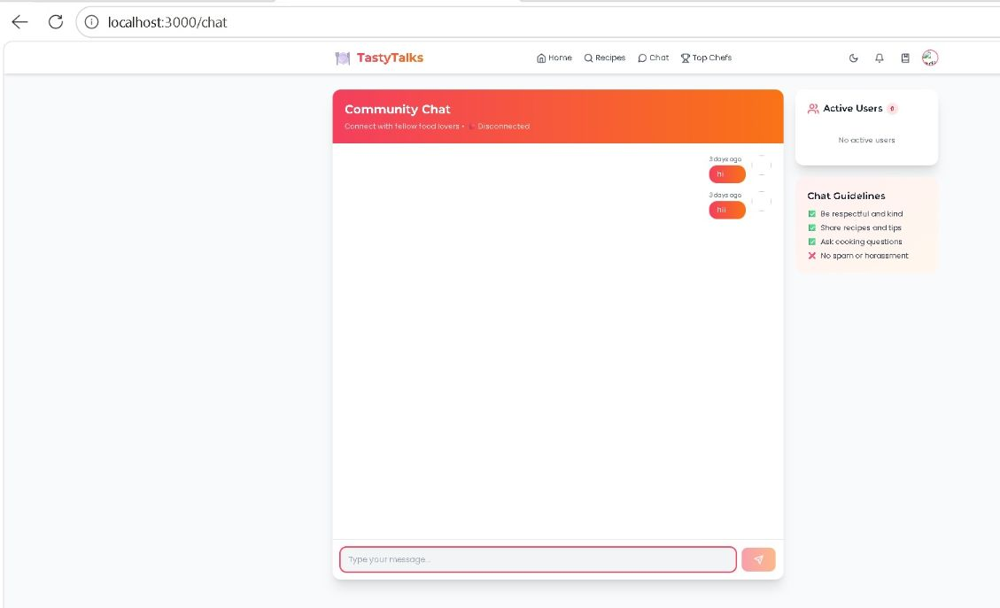 localhost:3000/chat
TastyTalks
Home Recipes Chat Top Chefs
Community Chat
Connect with fellow food lovers • Disconnected
3 days ago
hi
3 days ago
hii
Type your message...
Active Users 0
No active users
Chat Guidelines
Be respectful and kind
Share recipes and tips
Ask cooking questions
No spam or harassment